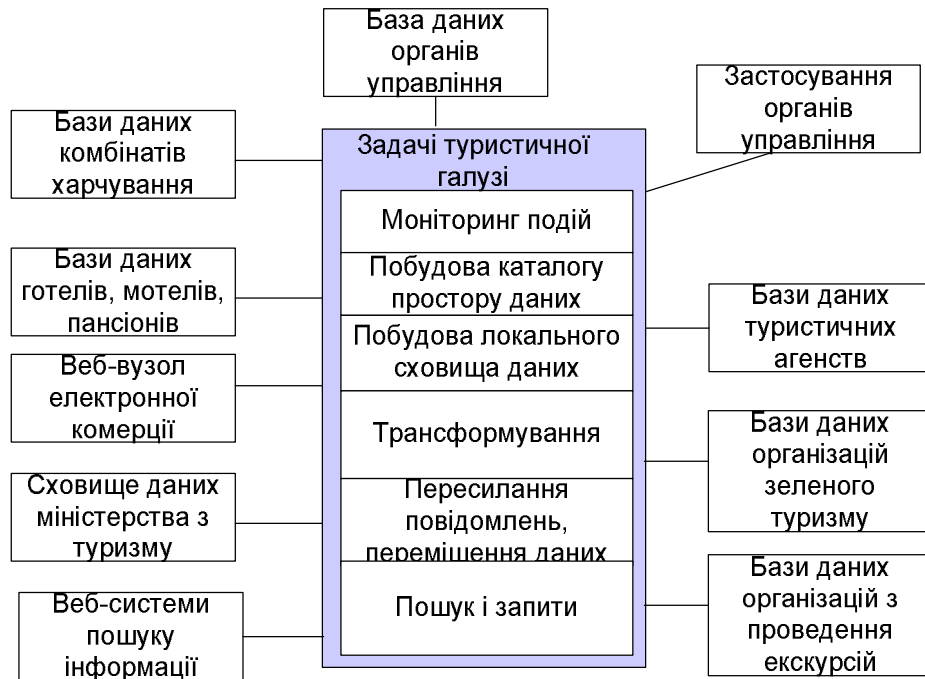 База даних
органів
управління
Застосування
органів
управління
Бази даних
комбінатів
харчування
Задачі туристичної
галузі
Моніторинг подій
Побудова каталогу
простору даних
Побудова локального
сховища даних
Трансформування
Пересилання
повідомлень,
переміщення даних
Пошук і запити
Бази даних
готелів, мотелів,
пансіонів
Веб-вузол
електронної
комерції
Сховище даних
міністерства з
туризму
Веб-системи
пошуку
інформації
Бази даних
туристичних
агенств
Бази даних
організацій
зеленого
туризму
Бази даних
організацій з
проведення
екскурсій